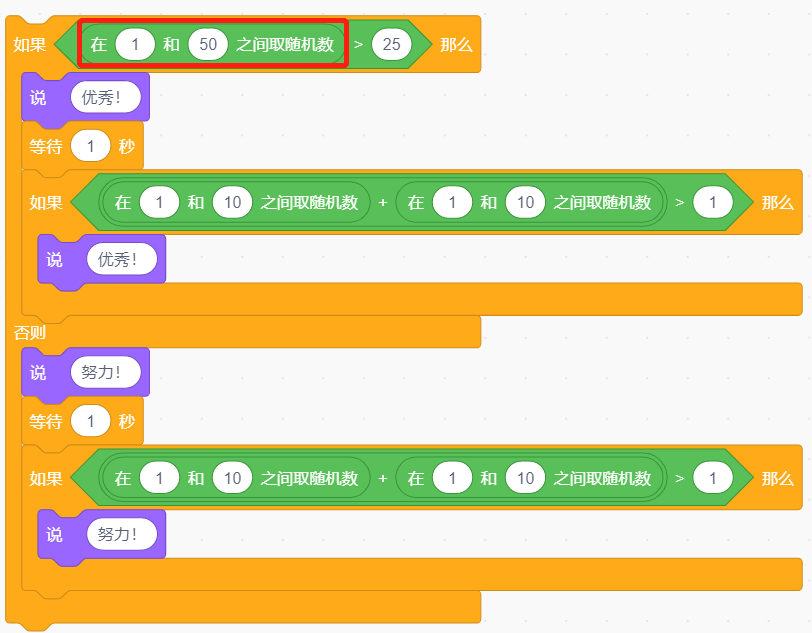 如果 在 1 和 50 之间取随机数 > 25 那么
说 优秀！
等待 1 秒
如果 在 1 和 10 之间取随机数 + 在 1 和 10 之间取随机数 > 1 那么
说 优秀！
否则
说 努力！
等待 1 秒
如果 在 1 和 10 之间取随机数 + 在 1 和 10 之间取随机数 > 1 那么
说 努力！